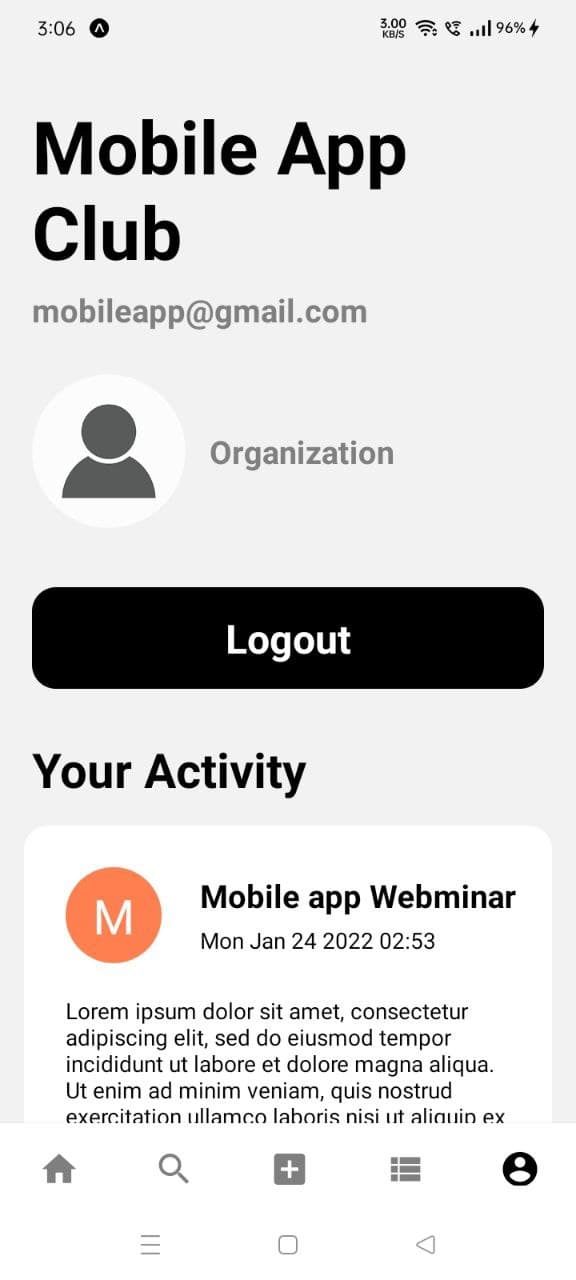 3:06
3.00
KB/S
96%
Mobile App
Club
mobileapp@gmail.com
Organization
Logout
Your Activity
M
Mobile app Webminar
Mon Jan 24 2022 02:53
Lorem ipsum dolor sit amet, consectetur
adipiscing elit, sed do eiusmod tempor
incididunt ut labore et dolore magna aliqua.
Ut enim ad minim veniam, quis nostrud
exercitation ullamco laboris nisi ut aliquip ex